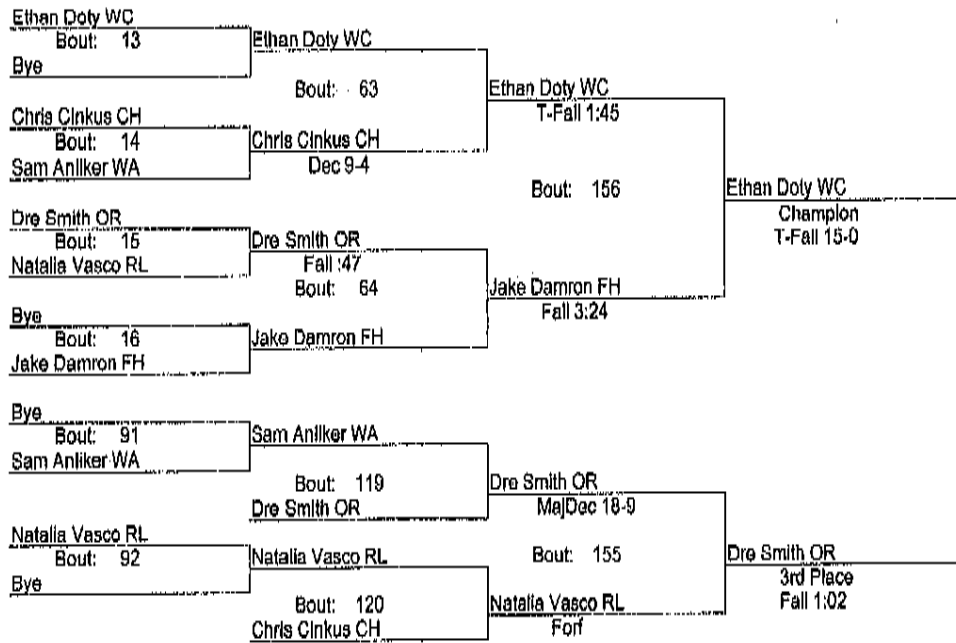 Ethan Doty WC
Bout: 13
Bye
Ethan Doty WC
Bout: 63
Chris Cinkus CH
Bout: 14
Sam Anliker WA
Chris Cinkus CH
Dec 9-4
Ethan Doty WC
T-Fall 1:45
Bout: 156
Dre Smith OR
Bout: 15
Natalia Vasco RL
Dre Smith OR
Fall :47
Bout: 64
Bye
Bout: 16
Jake Damron FH
Jake Damron FH
Jake Damron FH
Fall 3:24
Ethan Doty WC
Champion
T-Fall 15-0
Bye
Bout: 91
Sam Anliker WA
Sam Anliker WA
Bout: 119
Dre Smith OR
Dre Smith OR
MajDec 18-9
Bout: 155
Natalia Vasco RL
Bout: 92
Bye
Natalia Vasco RL
Bout: 120
Chris Cinkus CH
Natalia Vasco RL
Forf
Dre Smith OR
3rd Place
Fall 1:02